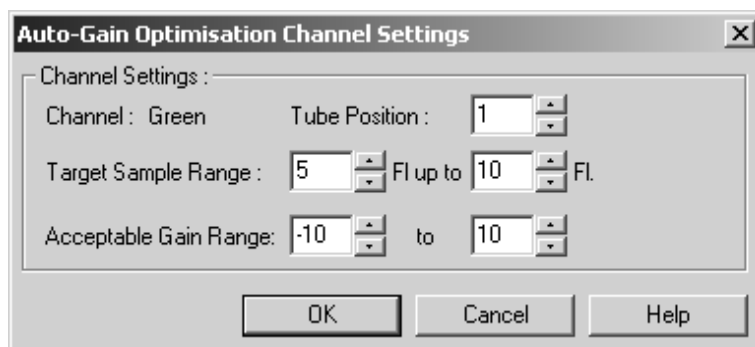 Auto-Gain Optimisation Channel Settings
Channel Settings :
Channel : Green Tube Position : 1
Target Sample Range : 5 Fl up to 10 Fl.
Acceptable Gain Range: -10 to 10
OK Cancel Help